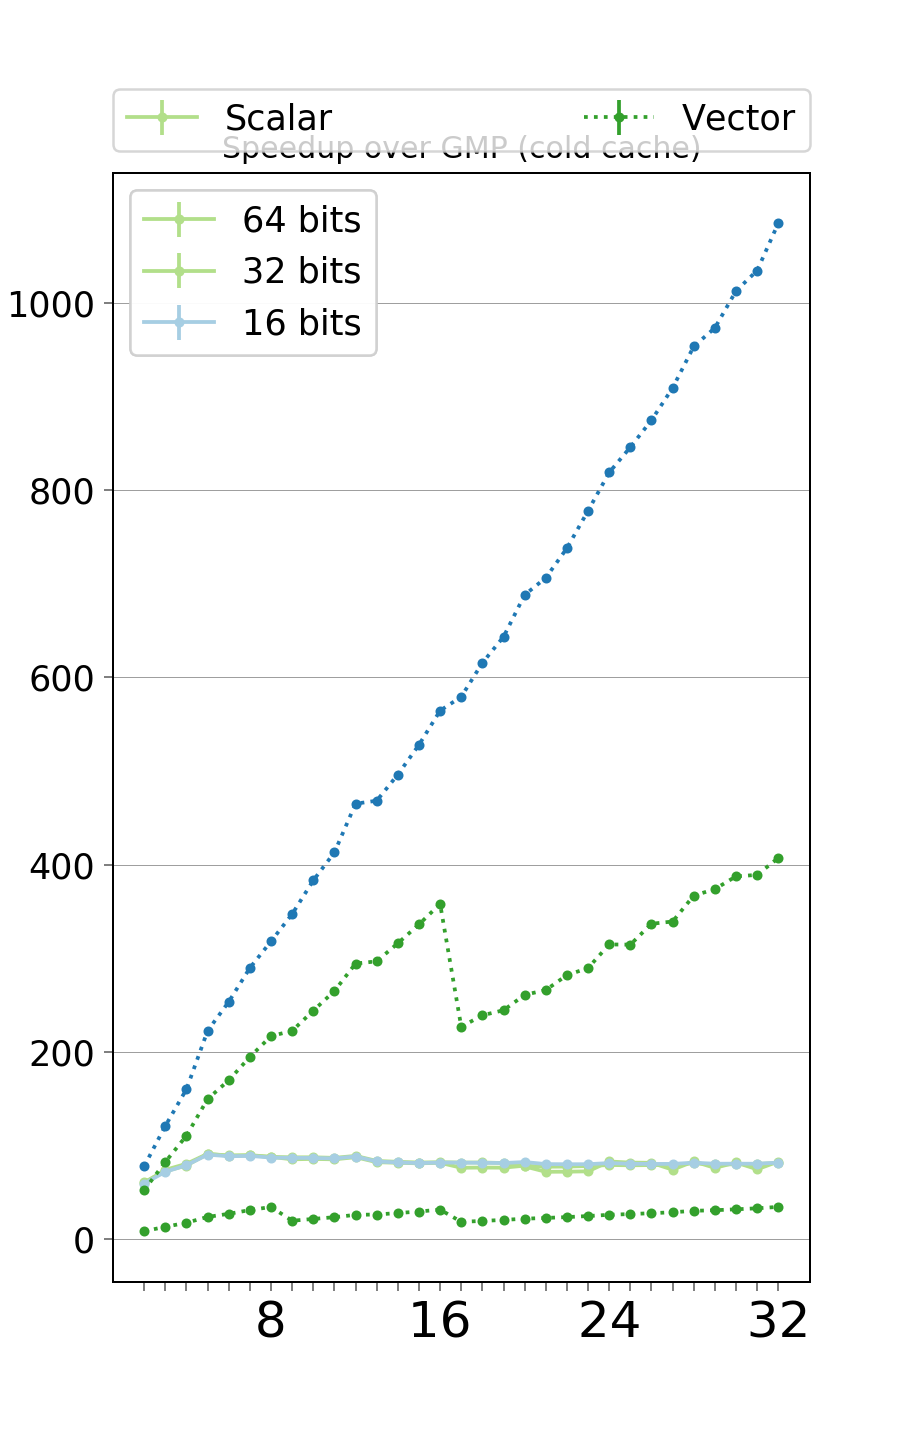 Scalar Vector
Speedup over GMP (cold cache)
64 bits
32 bits
16 bits
1000
800
600
400
200
0
8 16 24 32